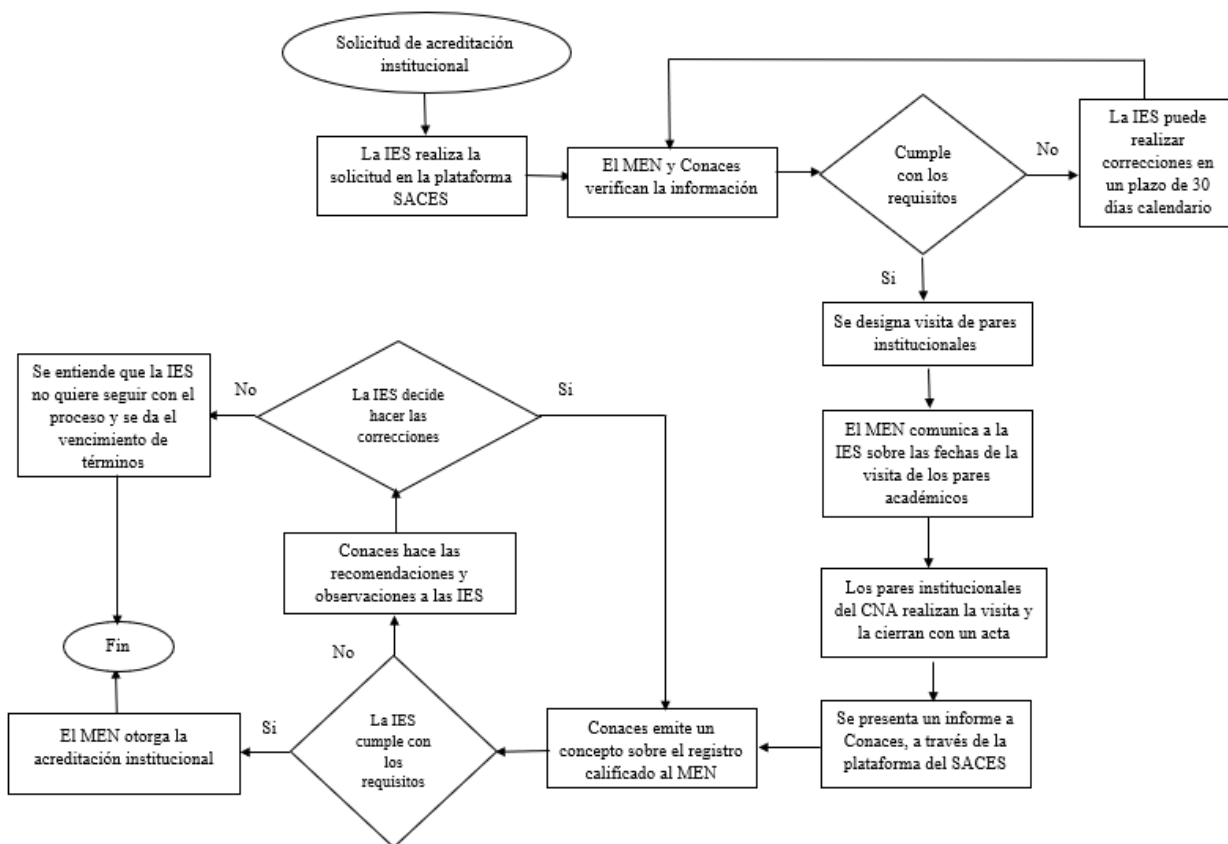 Solicitud de acreditación
institucional
La IES realiza la
solicitud en la plataforma
SACES
El MEN y Conaces
verifican la información
Cumple
con los
requisitos
No
La IES puede
realizar
correcciones en
un plazo de 30
días calendario
Si
Se designa visita de pares
institucionales
El MEN comunica a la
IES sobre las fechas de la
visita de los pares
académicos
Los pares institucionales
del CNA realizan la visita y
la cierran con un acta
Se presenta un informe a
Conaces, a través de la
plataforma del SACES
Conaces emite un
concepto sobre el registro
calificado al MEN
La IES
cumple con
los
requisitos
No
Conaces hace las
recomendaciones y
observaciones a las IES
La IES decide
hacer las
correcciones
Si
No
Se entiende que la IES
no quiere seguir con el
proceso y se da el
vencimiento de
términos
Si
El MEN otorga la
acreditación institucional
Fin